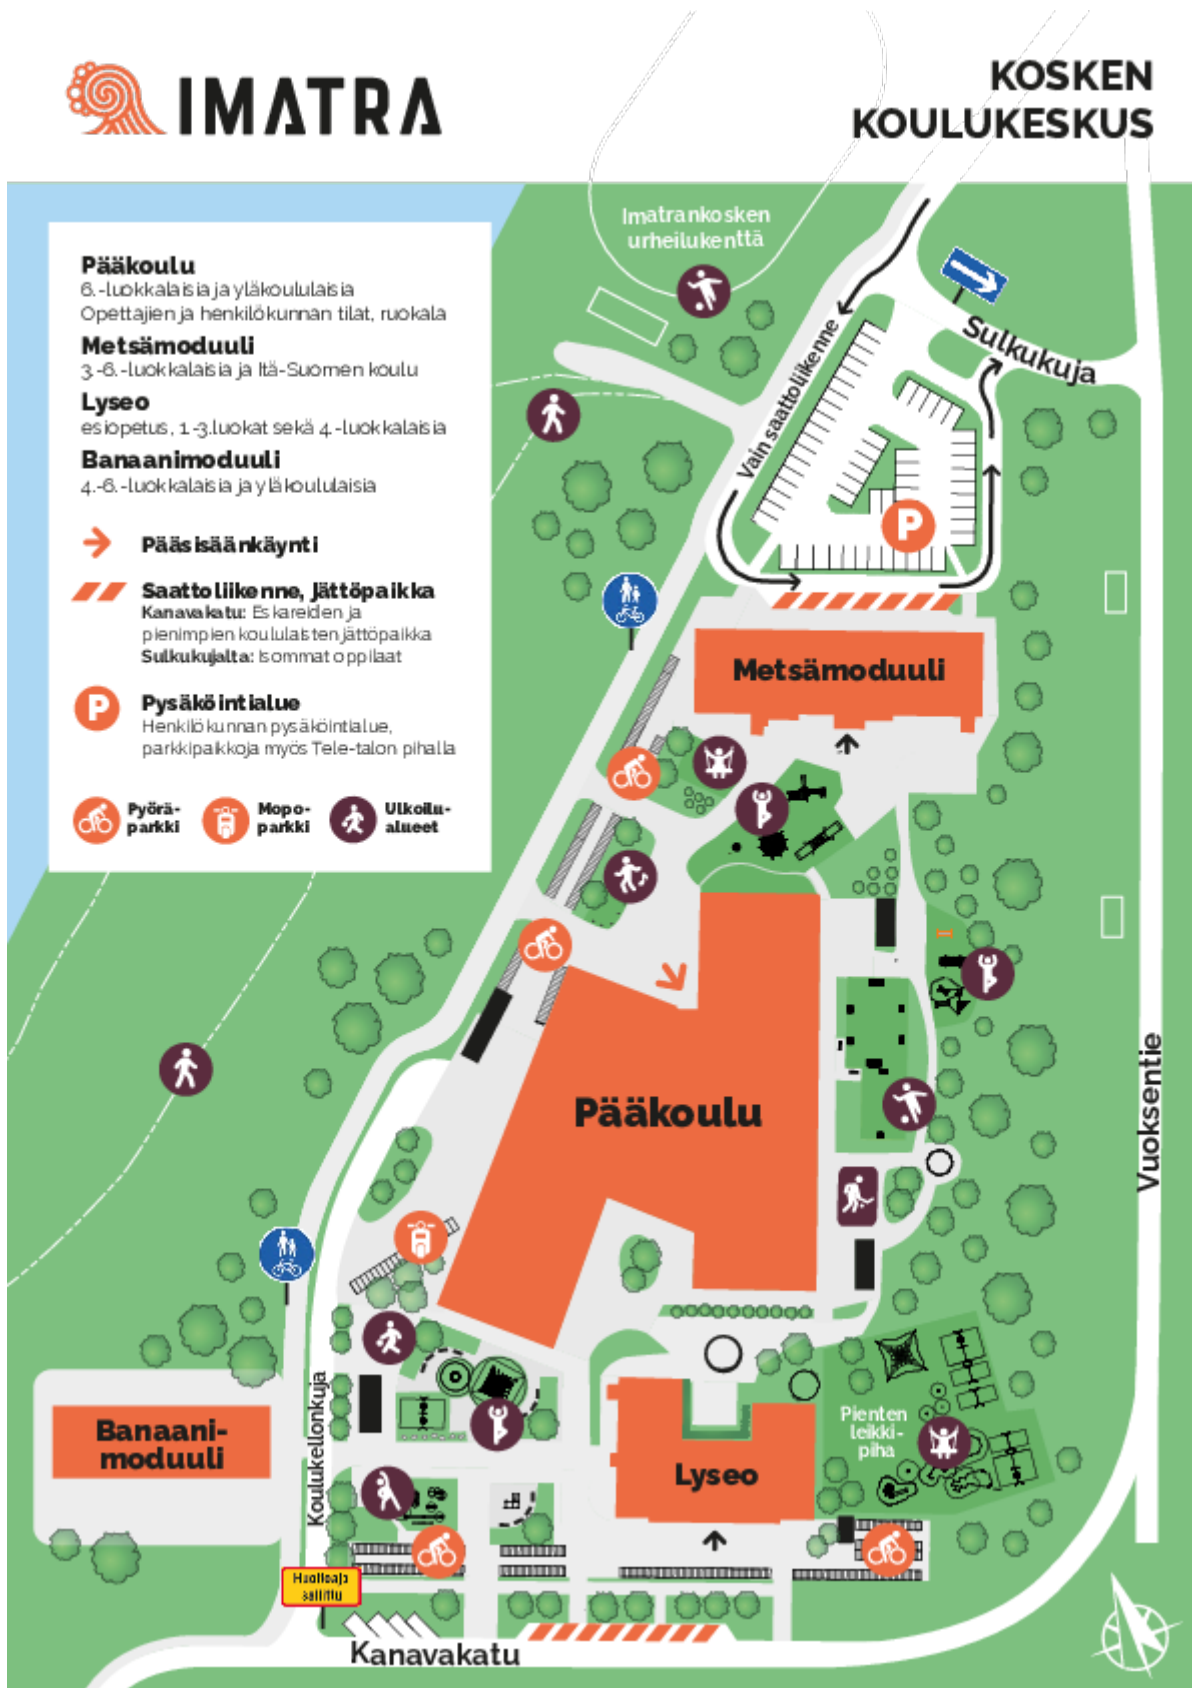 IMATRA
KOSKEN
KOULUKESKUS
Pääkoulu
6.-luokkalaisia ja yläkoululaisia
Opettajien ja henkilökunnan tilat, ruokala
Metsämoduuli
3.-6.-luokkalaisia ja Itä-Suomen koulu
Lyseo
esiopetus, 1.-3.luokat sekä 4.-luokkalaisia
Banaanimoduuli
4.-6.-luokkalaisia ja yläkoululaisia
Pääsisäänkäynti
Saattoliikenne, Jättöpaikka
Kanavakatu: Eskareiden ja
pienimpien koululaisten jättöpaikka
Sulkukujalta: Isommat oppilaat
P
Pysäköintialue
Henkilökunnan pysäköintialue,
parkkipaikkoja myös Tele-talon pihalla
Pyörä-
parkki
Mopo-
parkki
Ulkoilu-
alueet
Imatrankosken
urheilukenttä
Sulkukuja
Vain saattoliikenne
P
Metsämoduuli
Pääkoulu
Vuoksentie
Koulukellonkuja
Banaani-
moduuli
Pienten
leikki-
piha
Lyseo
Huoltoajo
sallittu
Kanavakatu